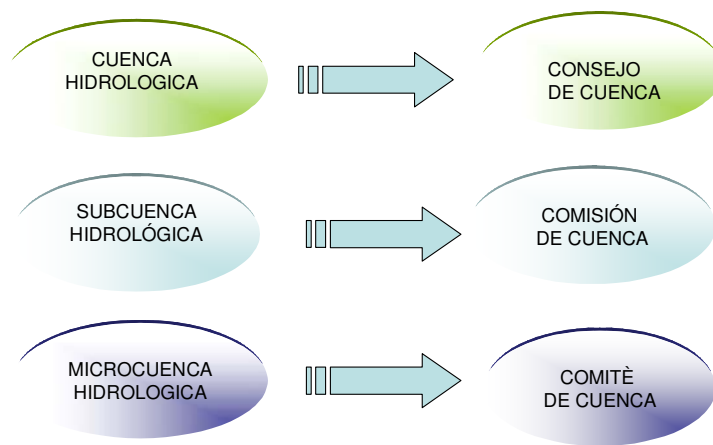 CUENCA
HIDROLOGICA
CONSEJO
DE CUENCA
SUBCUENCA
HIDROLÓGICA
COMISIÓN
DE CUENCA
MICROCUENCA
HIDROLOGICA
COMITÈ
DE CUENCA